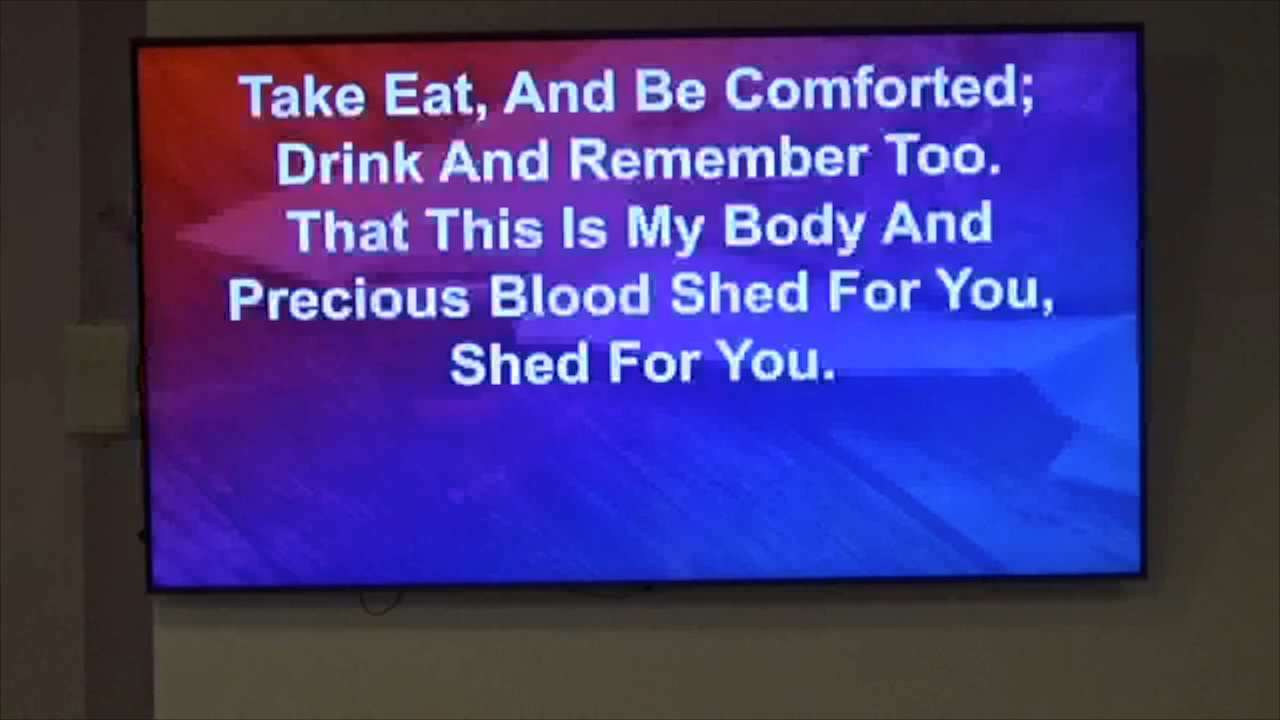 Take Eat, And Be Comforted;
Drink And Remember Too.
That This Is My Body And
Precious Blood Shed For You,
Shed For You.